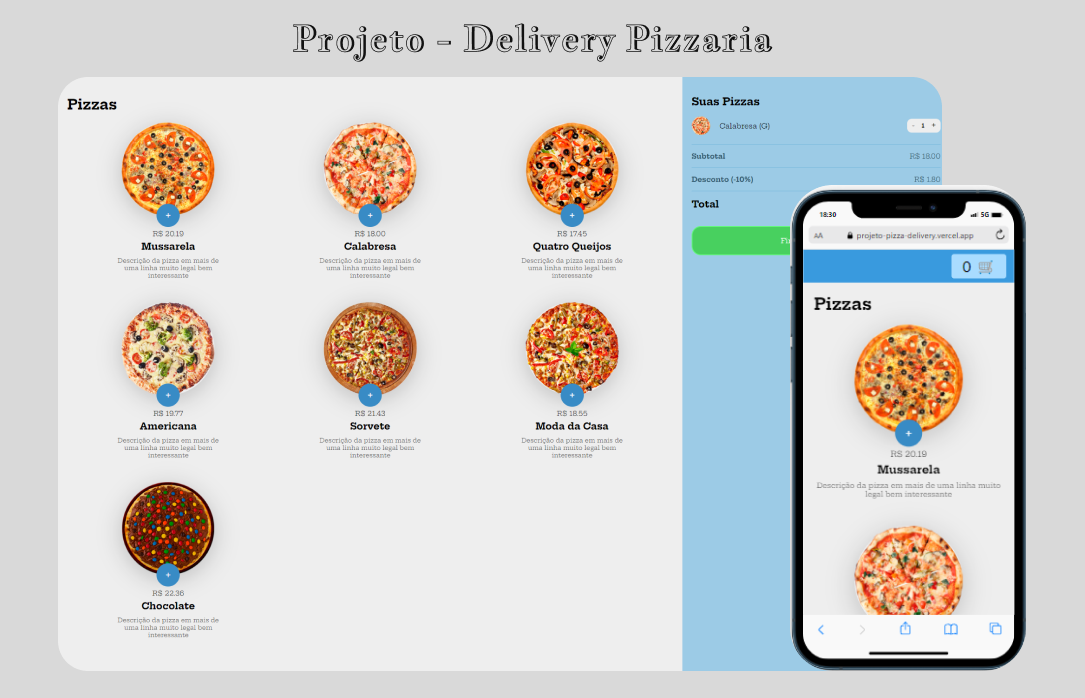 Projeto - Delivery Pizzaria
Pizzas
+
R$ 20.19
Mussarela
Descrição da pizza em mais de
uma linha muito legal bem
interessante
+
R$ 18.00
Calabresa
Descrição da pizza em mais de
uma linha muito legal bem
interessante
+
R$ 17.45
Quatro Queijos
Descrição da pizza em mais de
uma linha muito legal bem
interessante
+
R$ 19.77
Americana
Descrição da pizza em mais de
uma linha muito legal bem
interessante
+
R$ 21.43
Sorvete
Descrição da pizza em mais de
uma linha muito legal bem
interessante
+
R$ 18.55
Moda da Casa
Descrição da pizza em mais de
uma linha muito legal bem
interessante
+
R$ 22.36
Chocolate
Descrição da pizza em mais de
uma linha muito legal bem
interessante
Suas Pizzas
Calabresa (G) - 1 +
Subtotal R$ 18.00
Desconto (-10%) R$ 1.80
Total
18:30 5G
AA projeto-pizza-delivery.vercel.app
0
Pizzas
+
R$ 20.19
Mussarela
Descrição da pizza em mais de uma linha muito
legal bem interessante